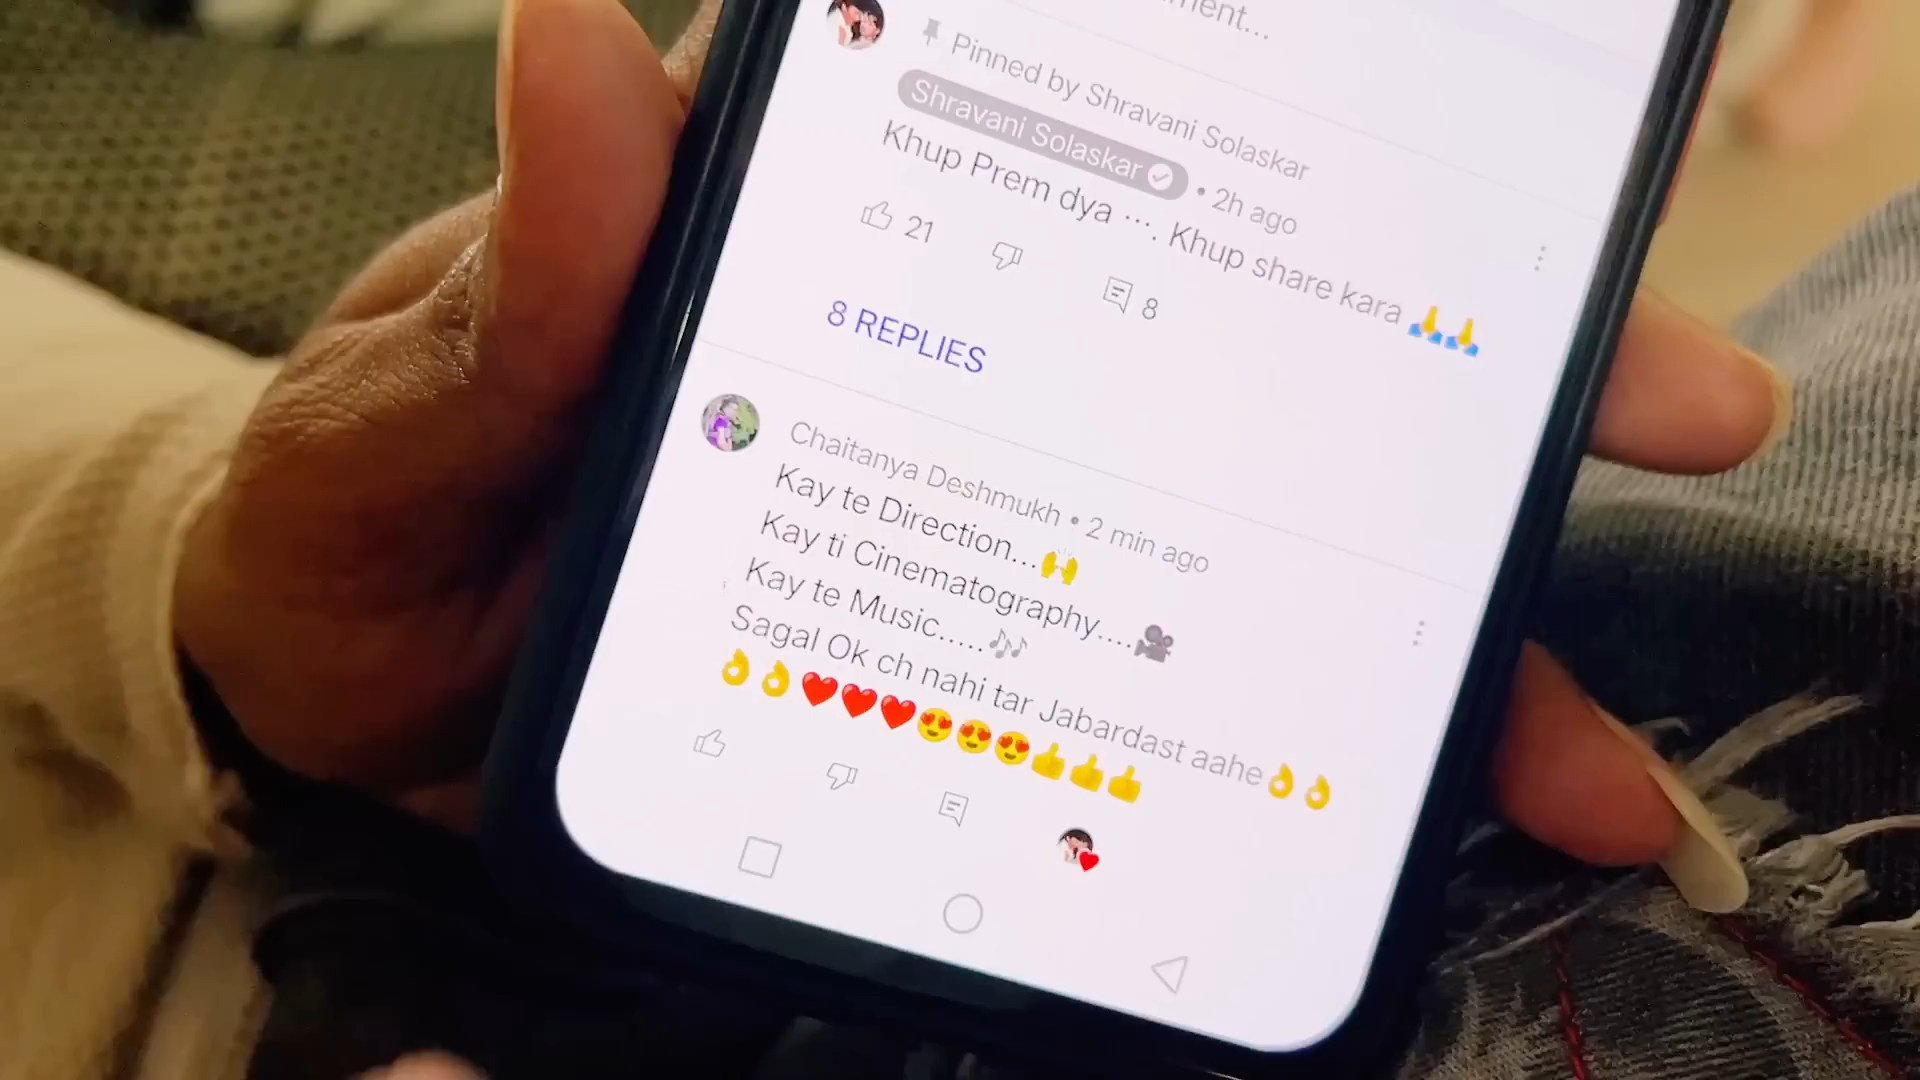 Pinned by Shravani Solaskar
Shravani Solaskar • 2h ago
Khup Prem dya .... Khup share kara 🙏🙏
21 8
8 REPLIES
Chaitanya Deshmukh • 2 min ago
Kay te Direction...🙌
Kay ti Cinematography....🎥
Kay te Music.....🎶
Sagal Ok ch nahi tar Jabardast aahe👌👌
👌👌❤️❤️❤️😍😍😍👍👍👍